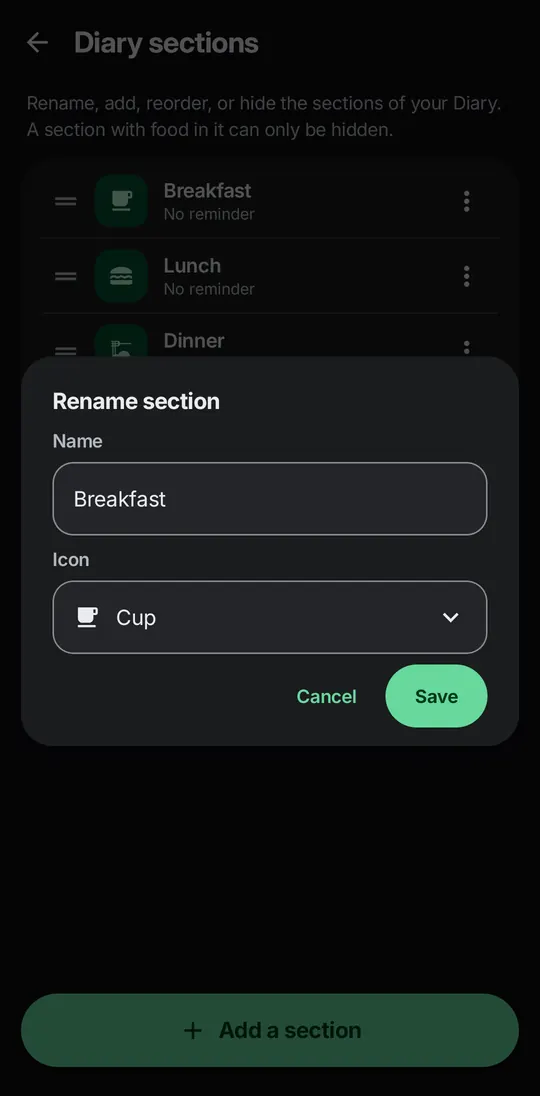 Diary sections
Rename, add, reorder, or hide the sections of your Diary.
A section with food in it can only be hidden.
Breakfast
No reminder
Lunch
No reminder
Dinner
Rename section
Name
Breakfast
Icon
Cup
Cancel
Save
Add a section